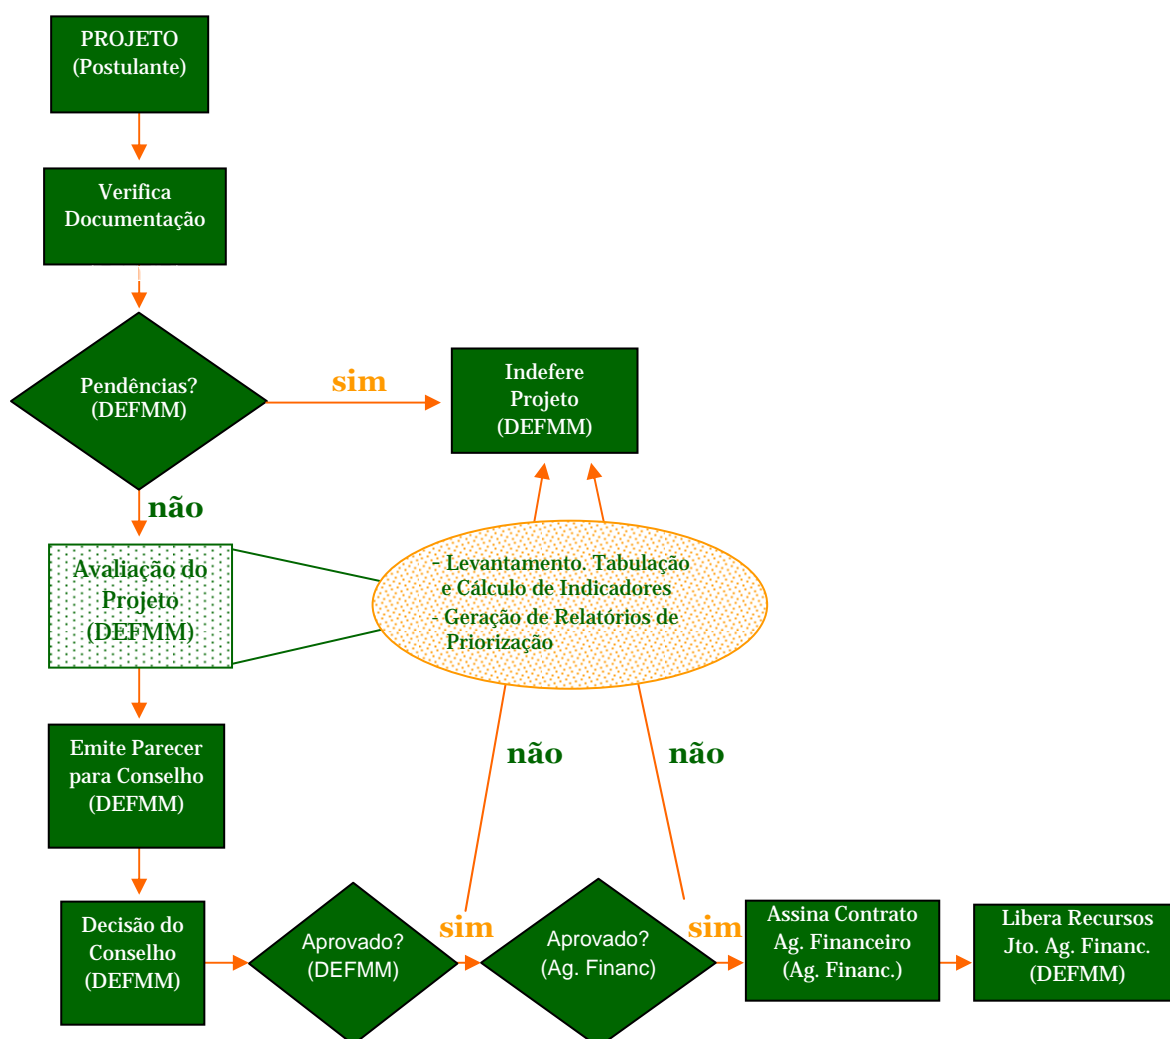 PROJETO
(Postulante)
Verifica
Documentação
Pendências?
(DEFMM)
sim
Indefere
Projeto
(DEFMM)
não
Avaliação do
Projeto
(DEFMM)
- Levantamento. Tabulação
e Cálculo de Indicadores
- Geração de Relatórios de
Priorização
Emite Parecer
para Conselho
(DEFMM)
não
não
Decisão do
Conselho
(DEFMM)
Aprovado?
(DEFMM)
sim
Aprovado?
(Ag. Financ)
sim
Assina Contrato
Ag. Financeiro
(Ag. Financ.)
Libera Recursos
Jto. Ag. Financ.
(DEFMM)